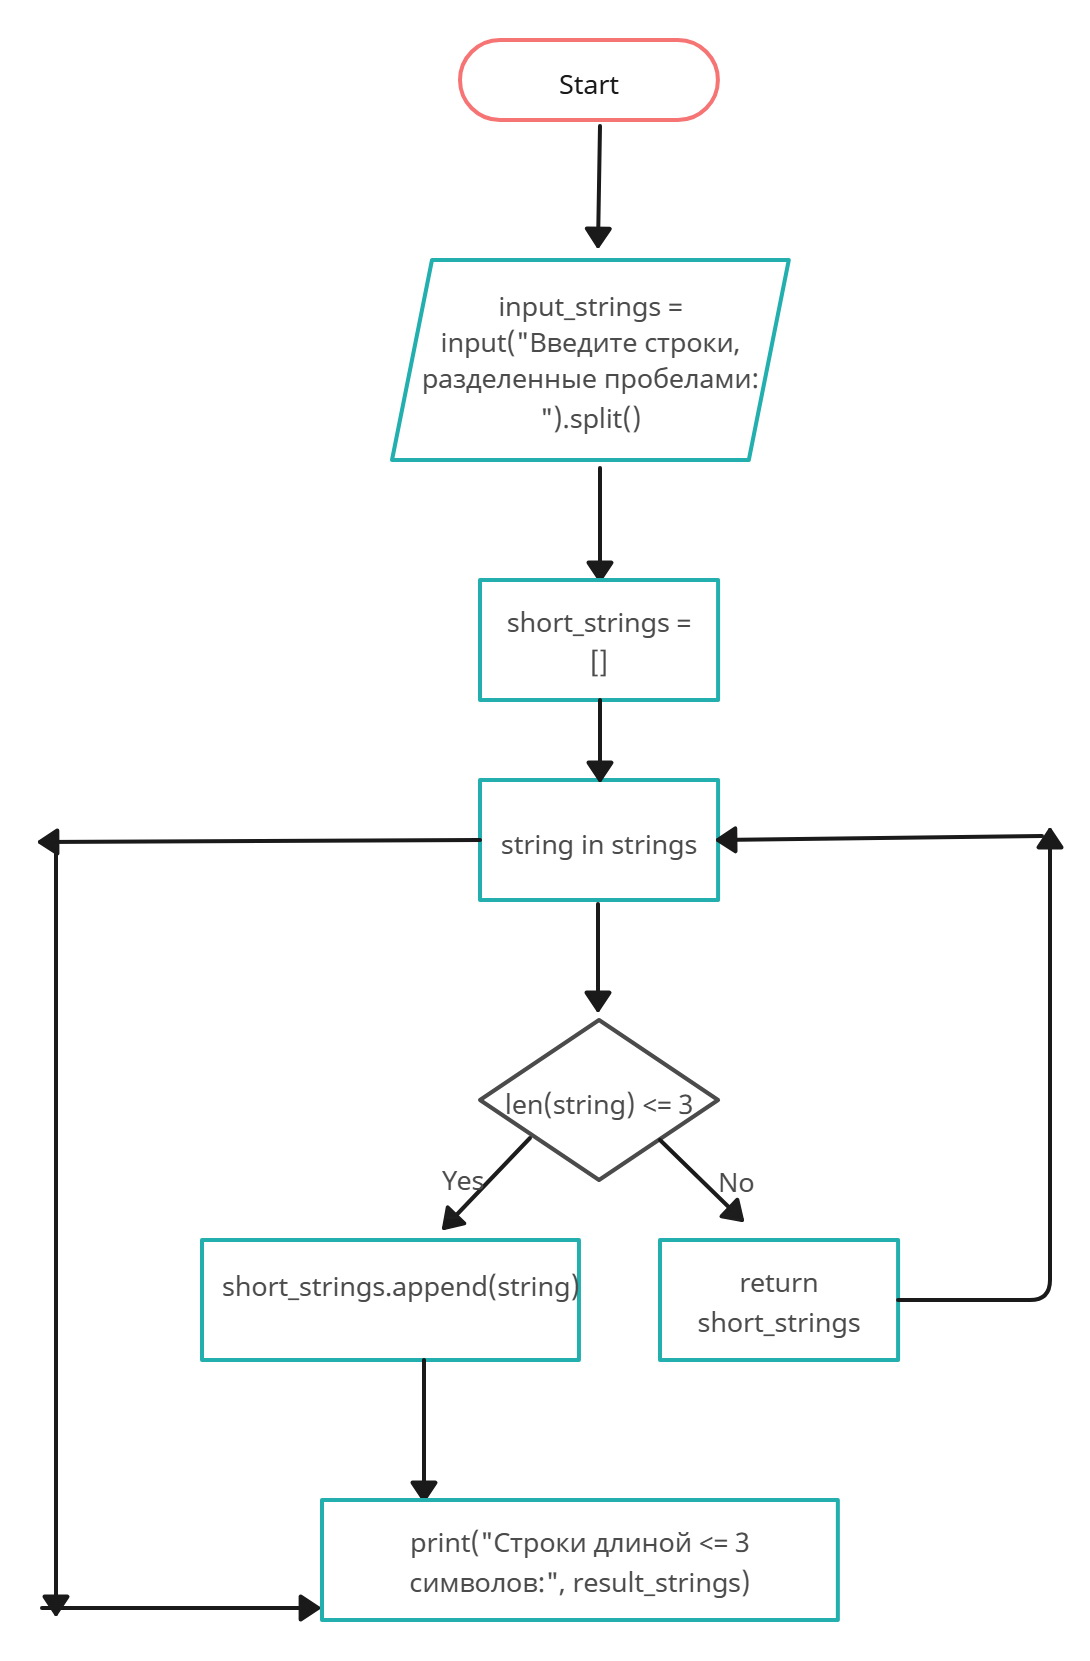 Start
input_strings =
input("Введите строки,
разделенные пробелами:
").split()
short_strings =
[]
string in strings
len(string) <= 3
Yes
No
short_strings.append(string)
return
short_strings
print("Строки длиной <= 3
символов:", result_strings)